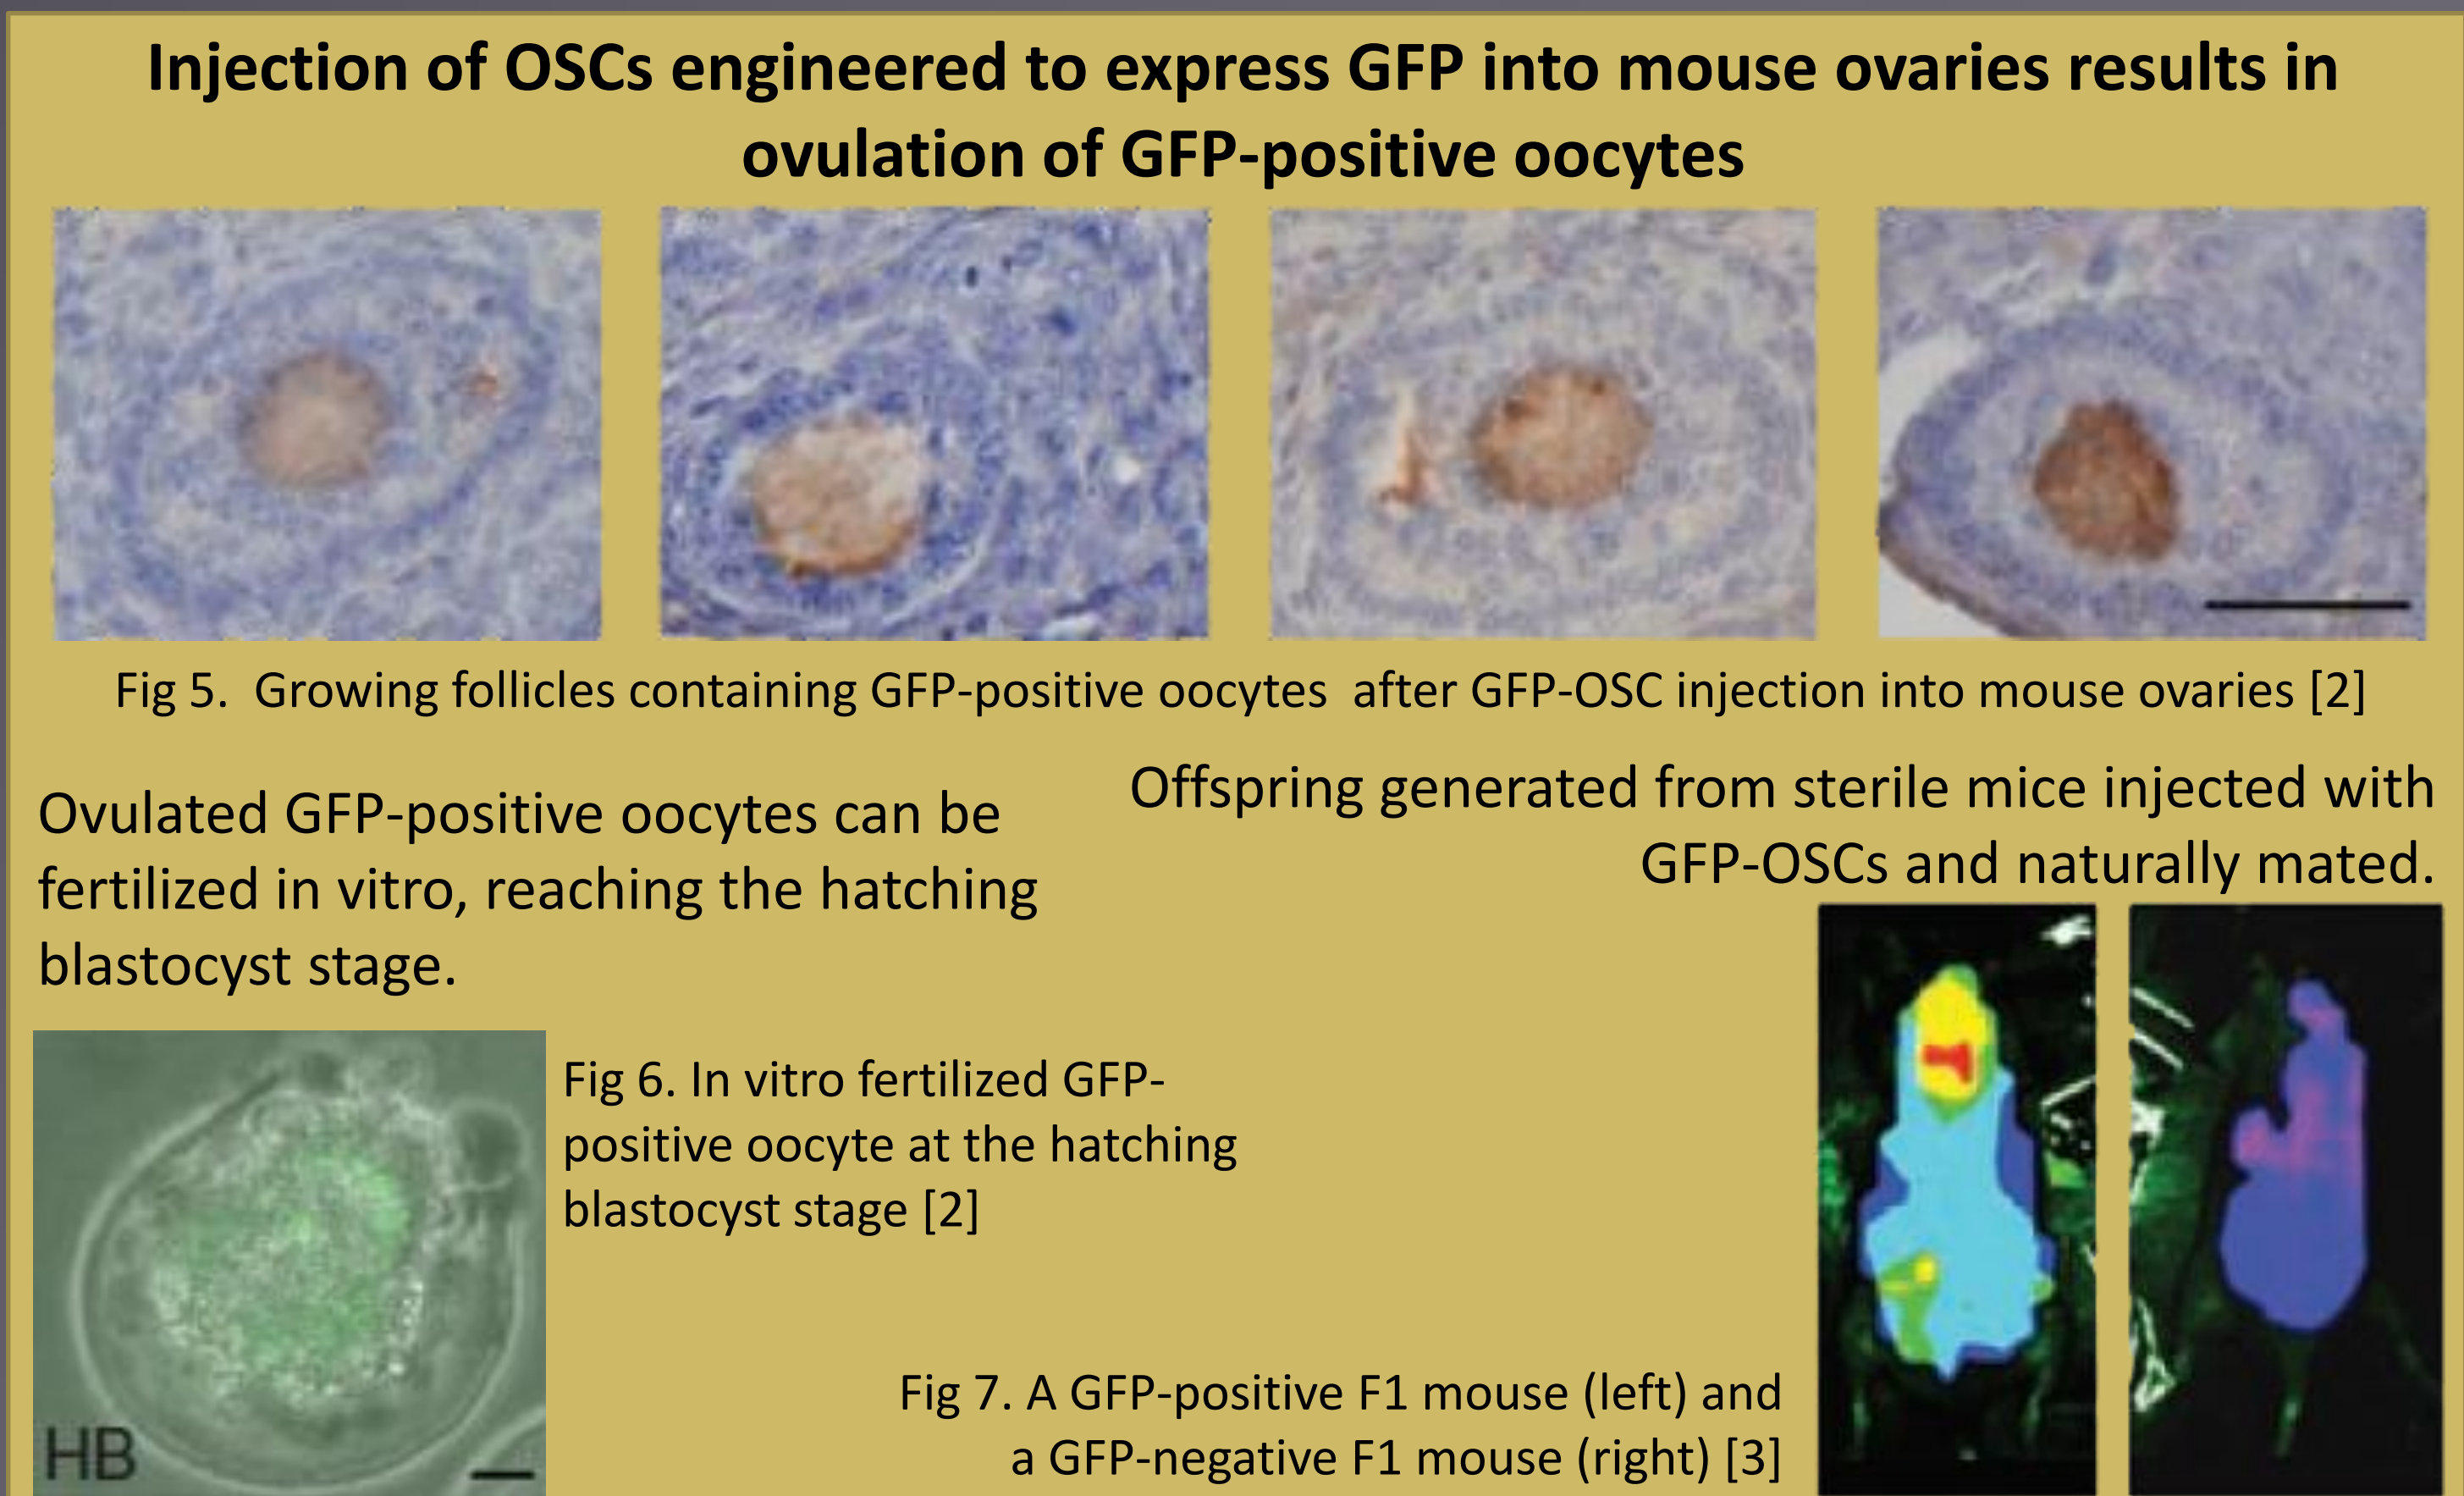 Injection of OSCs engineered to express GFP into mouse ovaries results in
ovulation of GFP-positive oocytes
Fig 5. Growing follicles containing GFP-positive oocytes after GFP-OSC injection into mouse ovaries [2]
Ovulated GFP-positive oocytes can be
fertilized in vitro, reaching the hatching
blastocyst stage.
Offspring generated from sterile mice injected with
GFP-OSCs and naturally mated.
HB
Fig 6. In vitro fertilized GFP-
positive oocyte at the hatching
blastocyst stage [2]
Fig 7. A GFP-positive F1 mouse (left) and
a GFP-negative F1 mouse (right) [3]